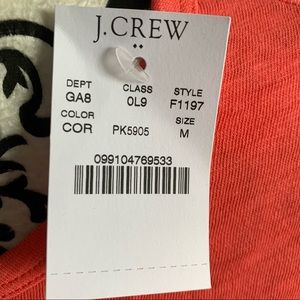 J.CREW
DEPT CLASS STYLE
GA8 0L9 F1197
COLOR SIZE
COR PK5905 M
099104769533